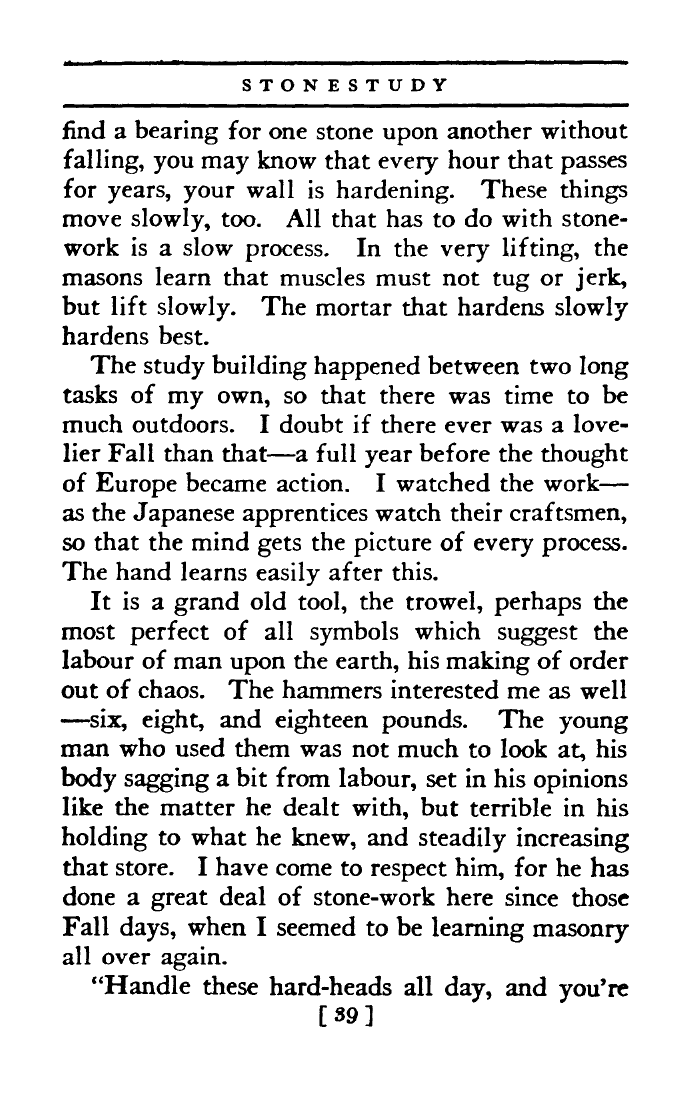 STONESTUDY
find a bearing for one stone upon another without
falling, you may know that every hour that passes
for years, your wall is hardening. These things
move slowly, too. All that has to do with stone-
work is a slow process. In the very lifting, the
masons learn that muscles must not tug or jerk,
but lift slowly. The mortar that hardens slowly
hardens best.
The study building happened between two long
tasks of my own, so that there was time to be
much outdoors. I doubt if there ever was a love-
lier Fall than that—a full year before the thought
of Europe became action. I watched the work—
as the Japanese apprentices watch their craftsmen,
so that the mind gets the picture of every process.
The hand learns easily after this.
It is a grand old tool, the trowel, perhaps the
most perfect of all symbols which suggest the
labour of man upon the earth, his making of order
out of chaos. The hammers interested me as well
—six, eight, and eighteen pounds. The young
man who used them was not much to look at, his
body sagging a bit from labour, set in his opinions
like the matter he dealt with, but terrible in his
holding to what he knew, and steadily increasing
that store. I have come to respect him, for he has
done a great deal of stone-work here since those
Fall days, when I seemed to be learning masonry
all over again.
“Handle these hard-heads all day, and you’re
[ 39 ]